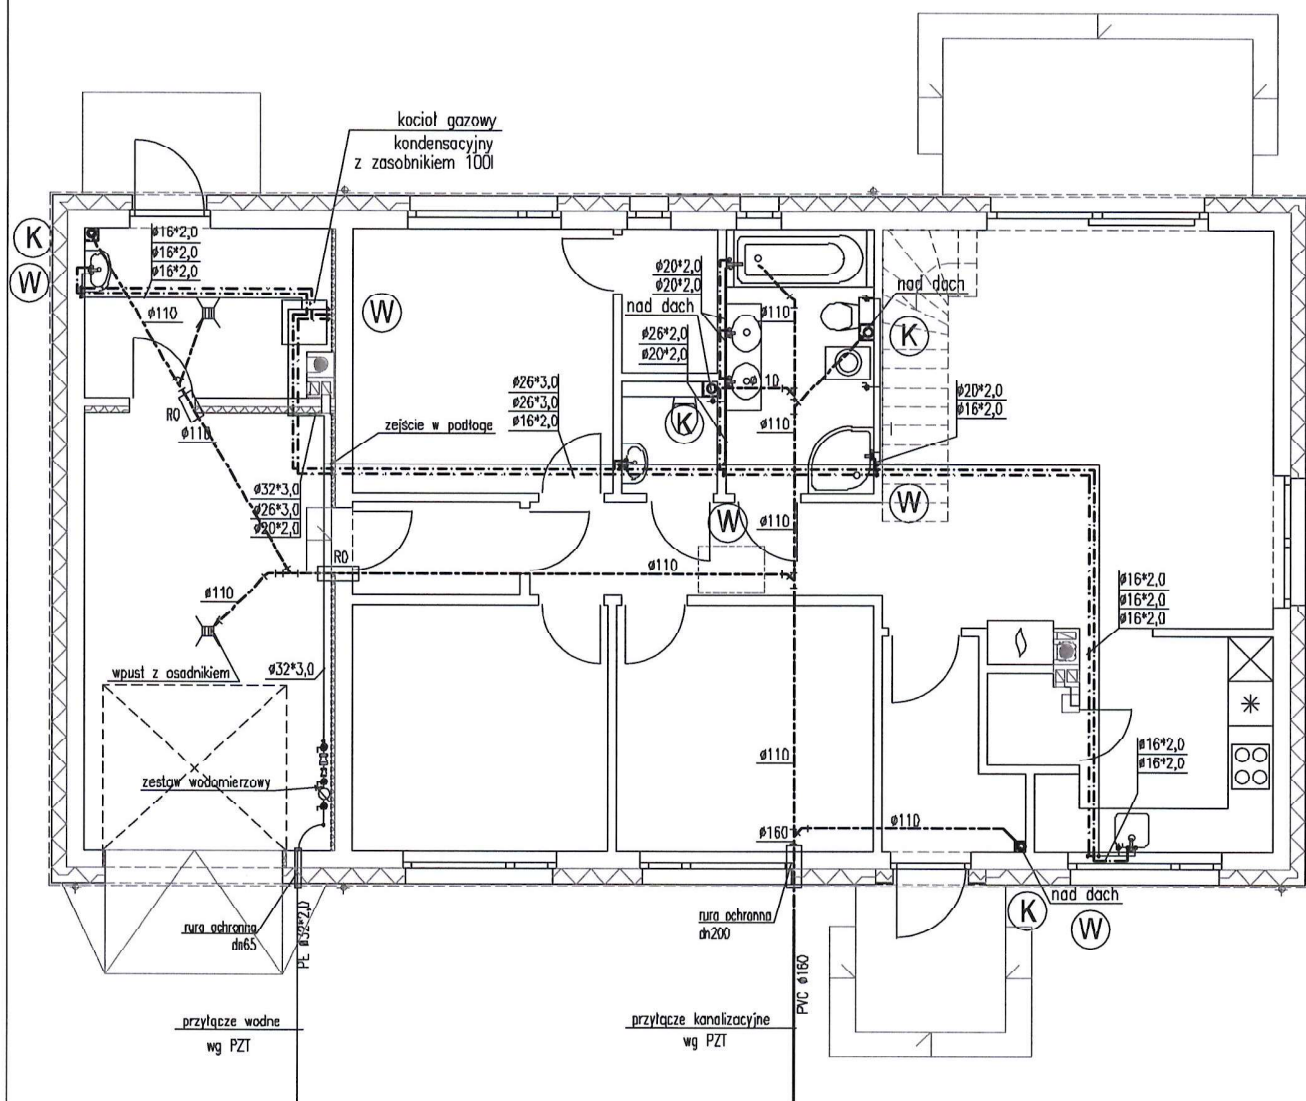 kocioł gazowy
kondensacyjny
z zasobnikiem 100l
K
W
ø16*2,0
ø16*2,0
ø16*2,0
ø110
W
ø20*2,0
ø20*2,0
nad dach
ø26*2,0
ø20*2,0
ø110
nad dach
K
ø26*3,0
ø26*3,0
ø16*2,0
ø20*2,0
ø16*2,0
RO
ø110
zejście w podłogę
K
ø110
ø32*3,0
ø26*3,0
ø20*2,0
W
W
ø110
RO
ø110
ø110
ø16*2,0
ø16*2,0
ø16*2,0
wpust z osadnikiem
ø32*3,0
zestaw wodomierzowy
ø110
ø16*2,0
ø16*2,0
ø160
ø110
rura ochronna
dn65
PE ø32*2,0
rura ochronna
dn200
nad dach
K
W
PVC ø160
przyłącze wodne
wg PZT
przyłącze kanalizacyjne
wg PZT